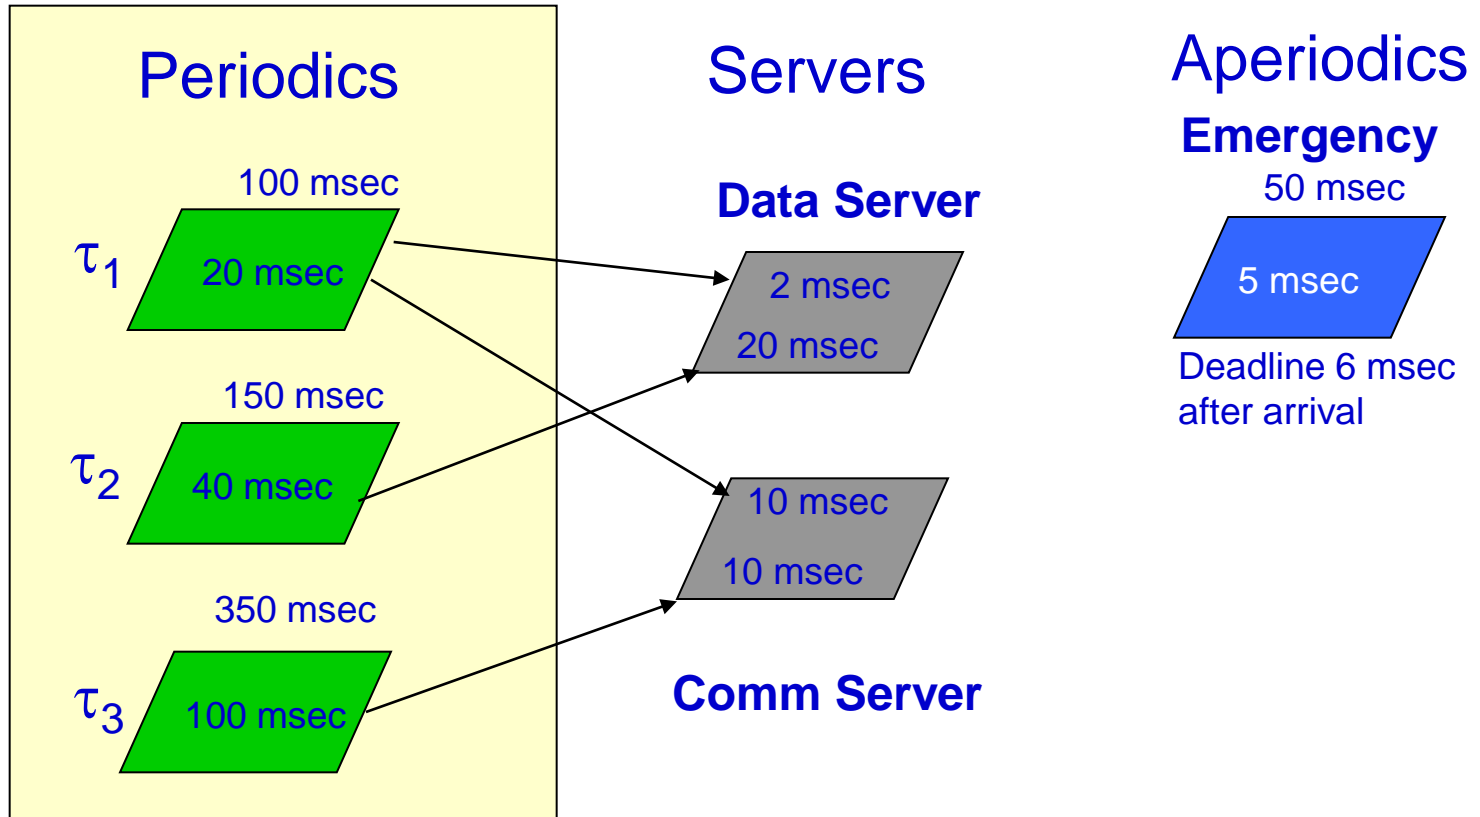 Periodics
100 msec
τ1
20 msec
150 msec
τ2
40 msec
350 msec
τ3
100 msec
Servers
Data Server
2 msec
20 msec
10 msec
10 msec
Comm Server
Aperiodics
Emergency
50 msec
5 msec
Deadline 6 msec
after arrival